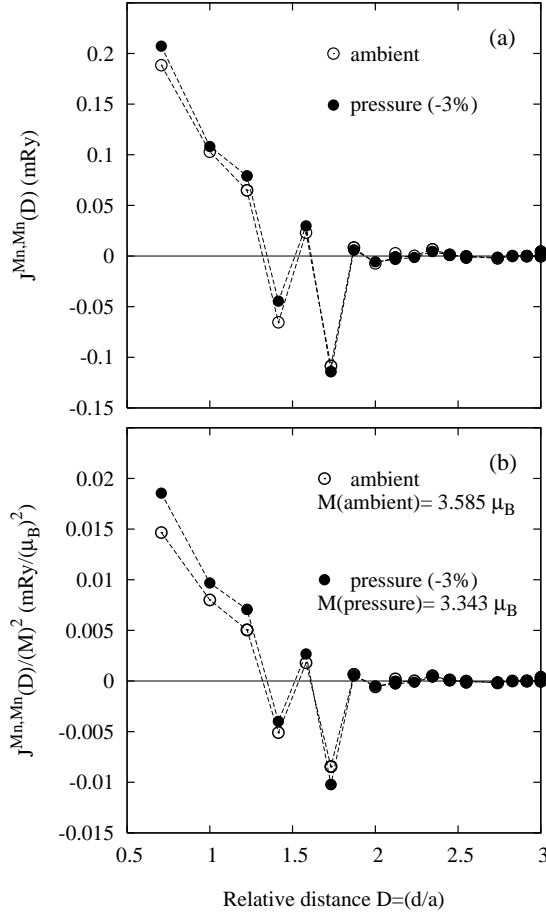 (a)
ambient
pressure (-3%)
J^Mn,Mn(D) (mRy)
0.2
0.15
0.1
0.05
0
-0.05
-0.1
-0.15
(b)
ambient
M(ambient)= 3.585 μ_B
pressure (-3%)
M(pressure)= 3.343 μ_B
J^Mn,Mn(D)/(M)^2 (mRy/(μ_B)^2)
0.02
0.015
0.01
0.005
0
-0.005
-0.01
-0.015
0.5 1 1.5 2 2.5 3
Relative distance D=(d/a)